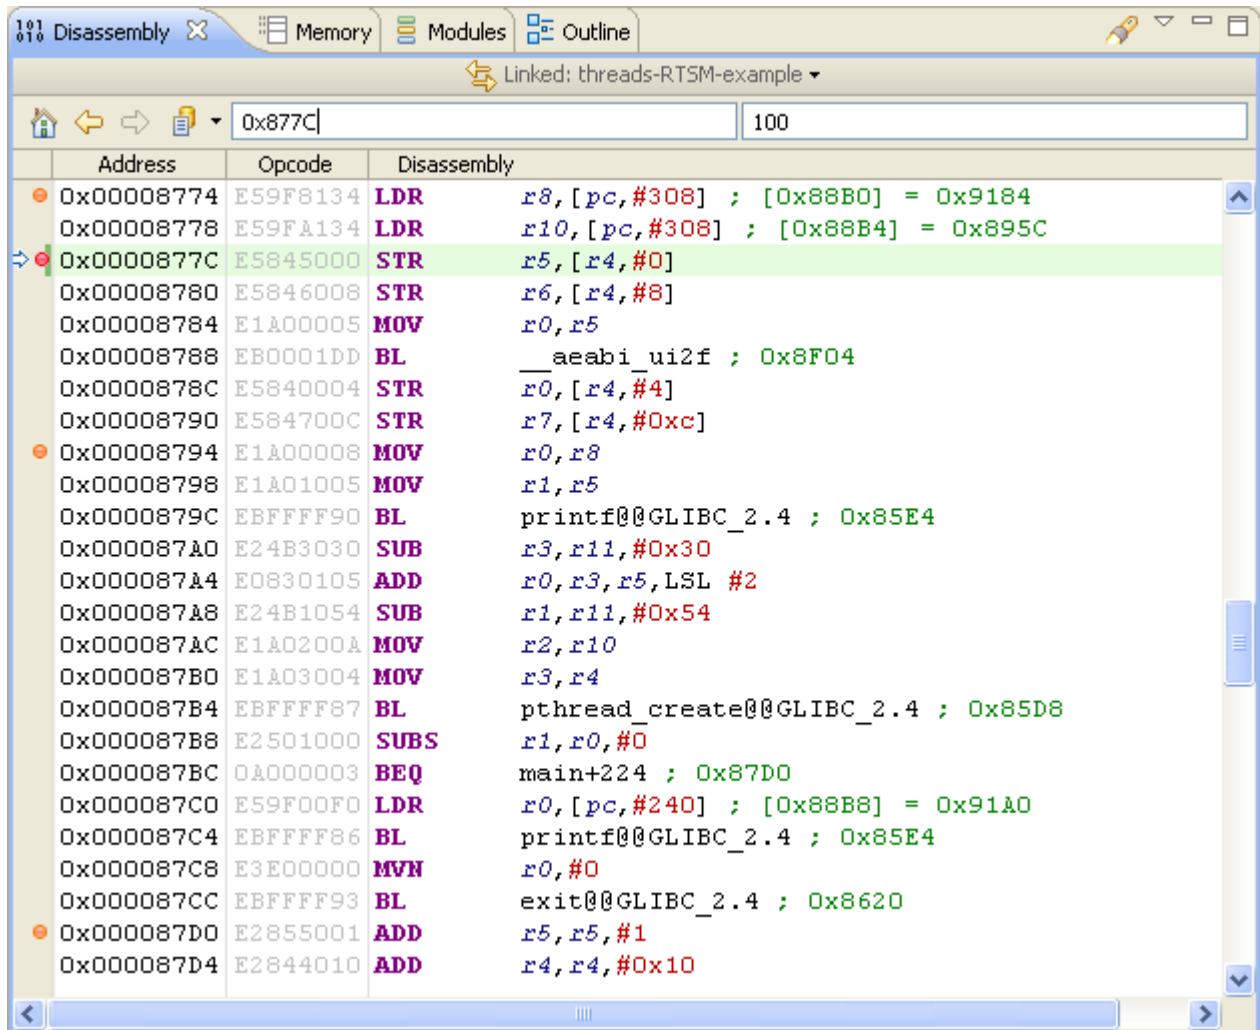 Disassembly Memory Modules Outline
Linked: threads-RTSM-example
0x877C 100
Address Opcode Disassembly
0x00008774 E59F8134 LDR r8,[pc,#308] ; [0x88B0] = 0x9184
0x00008778 E59FA134 LDR r10,[pc,#308] ; [0x88B4] = 0x895C
0x0000877C E5845000 STR r5,[r4,#0]
0x00008780 E5846008 STR r6,[r4,#8]
0x00008784 E1A00005 MOV r0,r5
0x00008788 EB0001DD BL __aeabi_ui2f ; 0x8F04
0x0000878C E5840004 STR r0,[r4,#4]
0x00008790 E584700C STR r7,[r4,#0xc]
0x00008794 E1A00008 MOV r0,r8
0x00008798 E1A01005 MOV r1,r5
0x0000879C EBFFFF90 BL printf@@GLIBC_2.4 ; 0x85E4
0x000087A0 E24B3030 SUB r3,r11,#0x30
0x000087A4 E0830105 ADD r0,r3,r5,LSL #2
0x000087A8 E24B1054 SUB r1,r11,#0x54
0x000087AC E1A0200A MOV r2,r10
0x000087B0 E1A03004 MOV r3,r4
0x000087B4 EBFFFF87 BL pthread_create@@GLIBC_2.4 ; 0x85D8
0x000087B8 E2501000 SUBS r1,r0,#0
0x000087BC 0A000003 BEQ main+224 ; 0x87D0
0x000087C0 E59F00F0 LDR r0,[pc,#240] ; [0x88B8] = 0x91A0
0x000087C4 EBFFFF86 BL printf@@GLIBC_2.4 ; 0x85E4
0x000087C8 E3E00000 MVN r0,#0
0x000087CC EBFFFF93 BL exit@@GLIBC_2.4 ; 0x8620
0x000087D0 E2855001 ADD r5,r5,#1
0x000087D4 E2844010 ADD r4,r4,#0x10